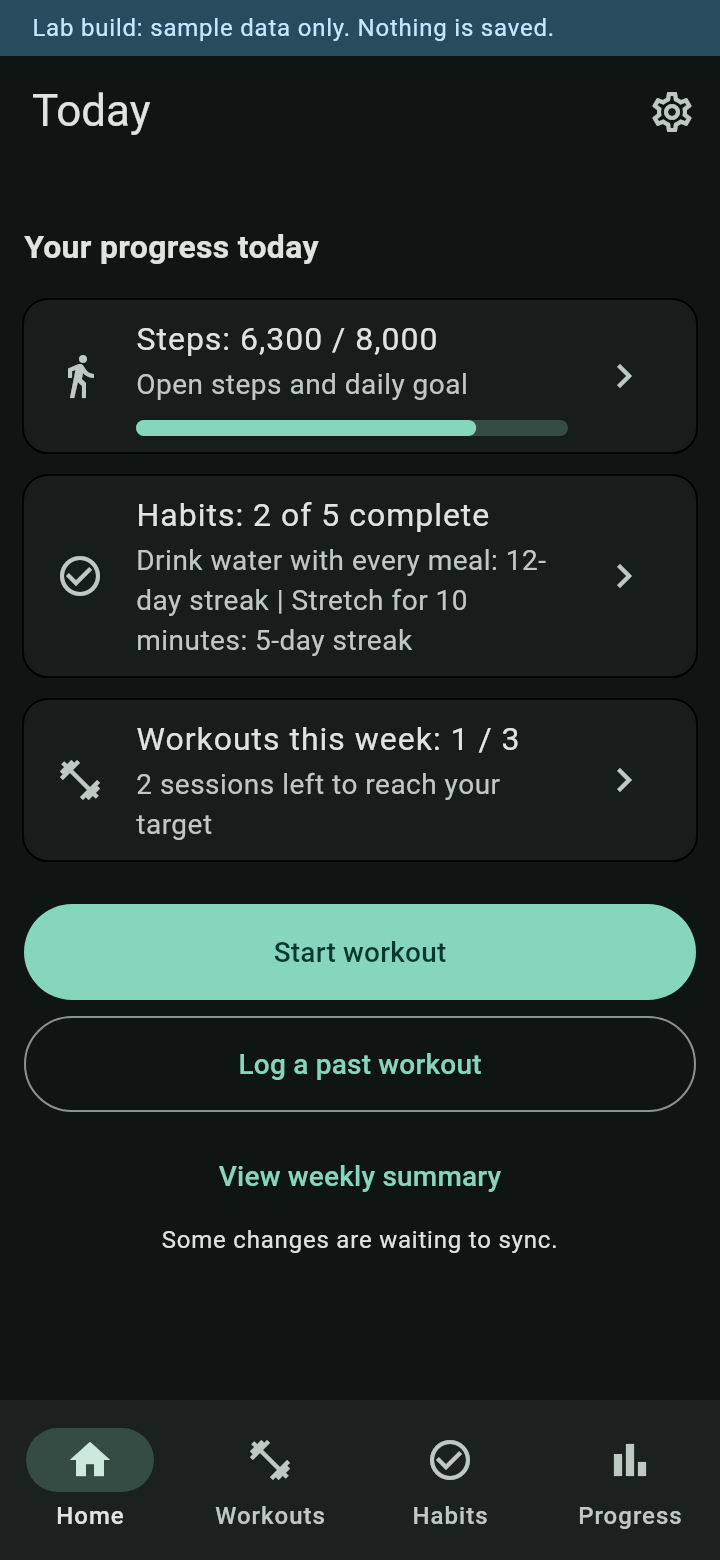 Lab build: sample data only. Nothing is saved.
Today
Your progress today
Steps: 6,300 / 8,000
Open steps and daily goal
Habits: 2 of 5 complete
Drink water with every meal: 12-
day streak | Stretch for 10
minutes: 5-day streak
Workouts this week: 1 / 3
2 sessions left to reach your
target
Start workout
Log a past workout
View weekly summary
Some changes are waiting to sync.
Home
Workouts
Habits
Progress